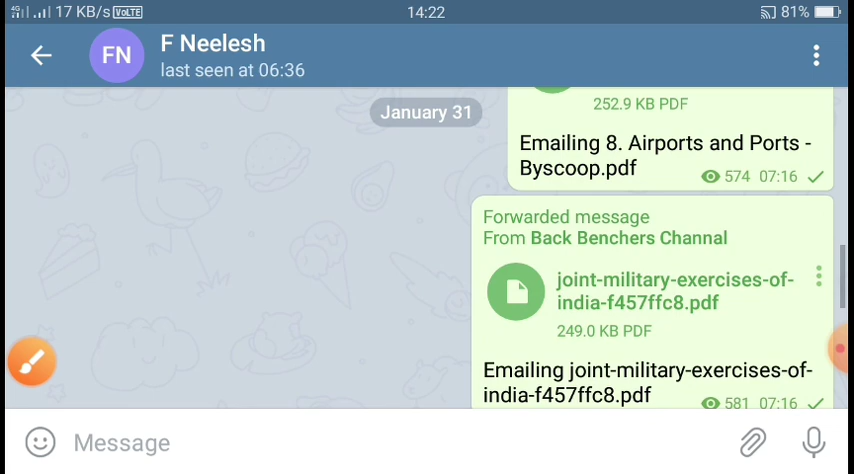 4G 17 KB/s VoLTE 14:22 81%
FN F Neelesh
last seen at 06:36
January 31
252.9 KB PDF
Emailing 8. Airports and Ports -
Byscoop.pdf 574 07:16
Forwarded message
From Back Benchers Channal
joint-military-exercises-of-
india-f457ffc8.pdf
249.0 KB PDF
Emailing joint-military-exercises-of-
india-f457ffc8.pdf 581 07:16
Message